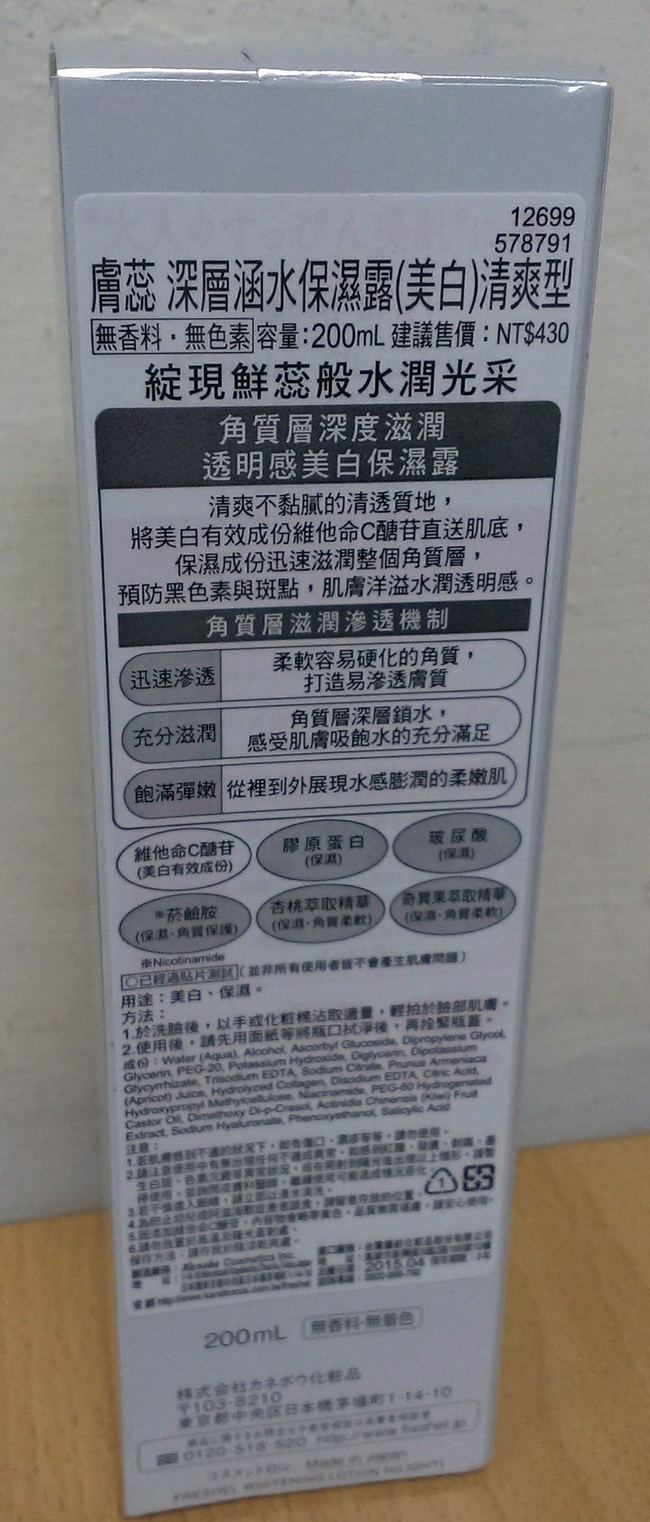 12699
578791
膚蕊 深層涵水保濕露(美白)清爽型
無香料·無色素 容量:200mL 建議售價：NT$430
綻現鮮蕊般水潤光采
角質層深度滋潤
透明感美白保濕露
清爽不黏膩的清透質地，
將美白有效成份維他命C醣苷直送肌底，
保濕成份迅速滋潤整個角質層，
預防黑色素與斑點，肌膚洋溢水潤透明感。
角質層滋潤滲透機制
迅速滲透 柔軟容易硬化的角質，
打造易滲透膚質
充分滋潤 角質層深層鎖水，
感受肌膚吸飽水的充分滿足
飽滿彈嫩 從裡到外展現水感膨潤的柔嫩肌
維他命C醣苷 膠原蛋白 玻尿酸
(美白有效成份) (保濕) (保濕)
※菸鹼胺 杏桃萃取精華 奇異果萃取精華
(保濕·角質保護) (保濕·角質柔軟) (保濕·角質柔軟)
※Nicotinamide
○已經過貼片測試 (並非所有使用者皆不會產生肌膚問題)
用途：美白、保濕。
方法：
1.於洗臉後，以手或化粧棉沾取適量，輕拍於臉部肌膚。
2.使用後，請先用面紙等將瓶口拭淨後，再拴緊瓶蓋。
成份：Water (Aqua), Alcohol, Ascorbyl Glucoside, Dipropylene Glycol,
Glycerin, PEG-20, Potassium Hydroxide, Diglycerin, Dipotassium
Glycyrrhizate, Trisodium EDTA, Sodium Citrate, Prunus Armeniaca
(Apricot) Juice, Hydrolyzed Collagen, Disodium EDTA, Citric Acid,
Hydroxypropyl Methylcellulose, Niacinamide, PEG-60 Hydrogenated
Castor Oil, Dimethoxy Di-p-Cresol, Actinidia Chinensis (Kiwi) Fruit
Extract, Sodium Hyaluronate, Phenoxyethanol, Salicylic Acid
注意：
2015.04
200mL 無香料·無着色
株式会社カネボウ化粧品
〒103-8210
東京都中央区日本橋茅場町1-14-10
0120-518-520
Made in Japan